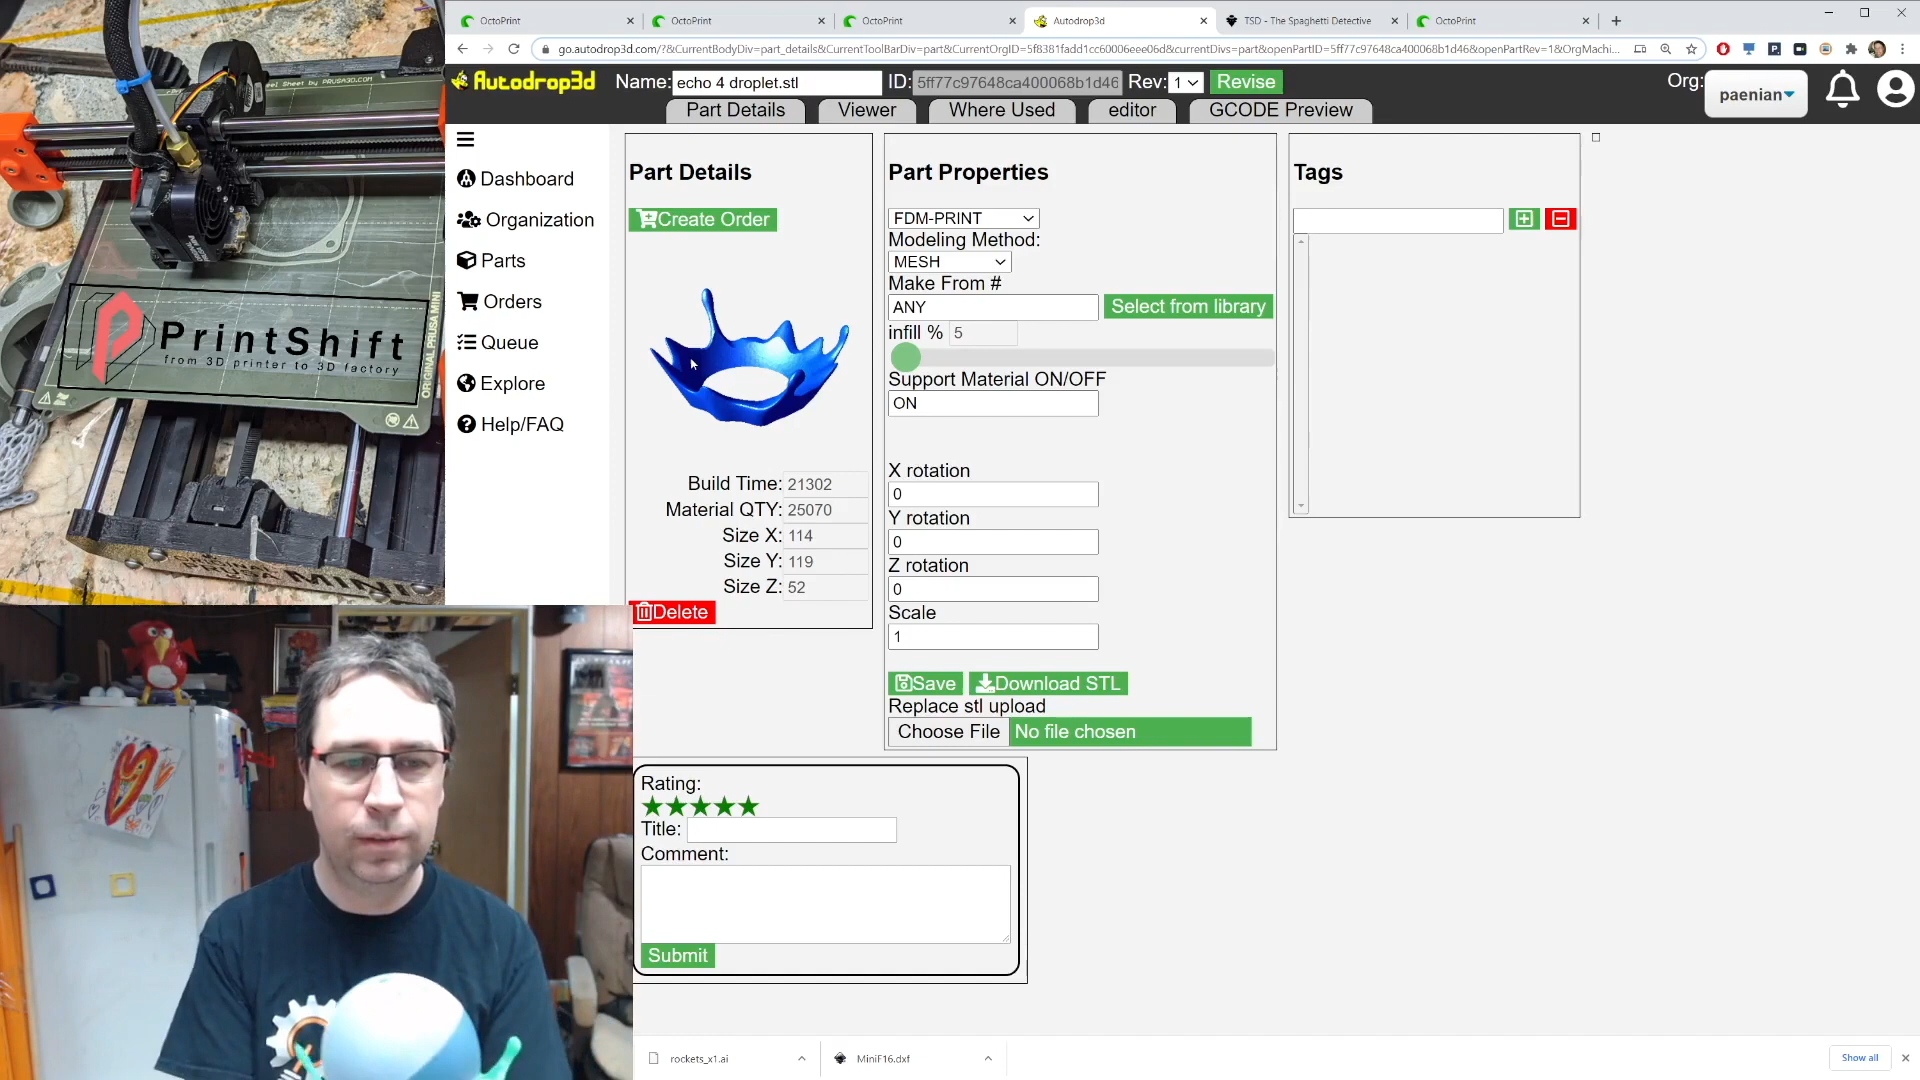 OctoPrint
OctoPrint
OctoPrint
Autodrop3d
TSD - The Spaghetti Detective
OctoPrint
go.autodrop3d.com/?&CurrentBodyDiv=part_details&CurrentToolBarDiv=part&CurrentOrgID=5f8381fadd1cc60006eee06d&currentDivs=part&openPartID=5ff77c97648ca400068b1d46&openPartRev=1&OrgMachi...
Autodrop3d
Name: echo 4 droplet.stl
ID: 5ff77c97648ca400068b1d46
Rev: 1
Revise
Org: paenian
Part Details
Viewer
Where Used
editor
GCODE Preview
Dashboard
Organization
Parts
Orders
Queue
Explore
Help/FAQ
Part Details
Create Order
Build Time: 21302
Material QTY: 25070
Size X: 114
Size Y: 119
Size Z: 52
Delete
Part Properties
FDM-PRINT
Modeling Method:
MESH
Make From #
ANY
Select from library
infill % 5
Support Material ON/OFF
ON
X rotation
0
Y rotation
0
Z rotation
0
Scale
1
Save
Download STL
Replace stl upload
Choose File No file chosen
Tags
Rating:
Title:
Comment:
Submit
PrintShift
from 3D printer to 3D factory
ORIGINAL PRUSA MINI
rockets_x1.ai
MiniF16.dxf
Show all